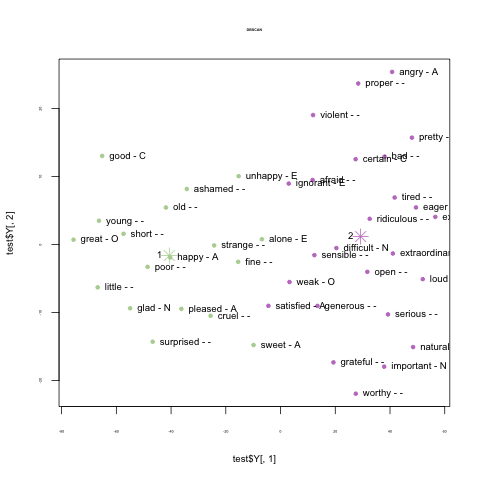 DBSCAN
angry - A
proper - -
violent - -
pretty -
good - C
certain - C
bad - -
unhappy - E
afraid - -
ignorant - E
ashamed - -
tired - -
old - -
eager
young - -
ridiculous - -
short - -
great - O
2
strange - -
alone - E
difficult - N
1
happy - A
sensible - -
extraordinar
poor - -
fine - -
open - -
weak - O
loud
little - -
glad - N
pleased - A
satisfied - A
generous - -
cruel - -
serious - -
surprised - -
sweet - A
natural
grateful - -
important - N
worthy - -
test$Y[, 2]
test$Y[, 1]